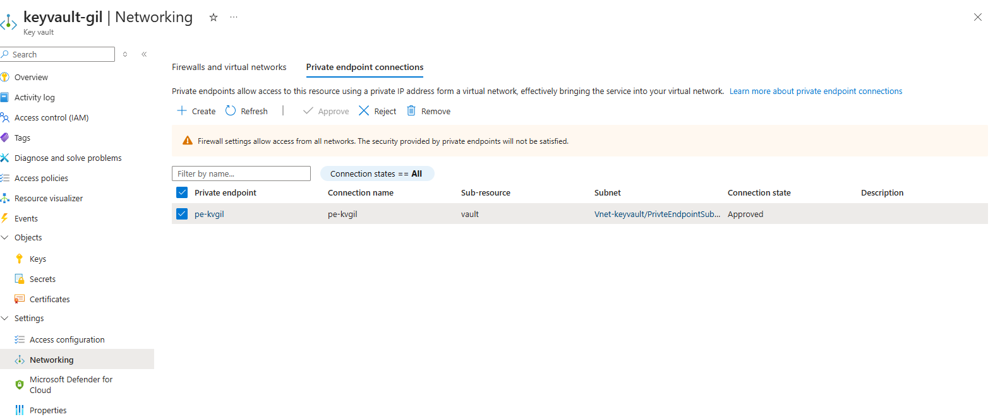 keyvault-gil | Networking
Key vault
Search
Overview
Activity log
Access control (IAM)
Tags
Diagnose and solve problems
Access policies
Resource visualizer
Events
Objects
Keys
Secrets
Certificates
Settings
Access configuration
Networking
Microsoft Defender for
Cloud
Properties
Firewalls and virtual networks Private endpoint connections
Private endpoints allow access to this resource using a private IP address form a virtual network, effectively bringing the service into your virtual network. Learn more about private endpoint connections
Create Refresh Approve Reject Remove
Firewall settings allow access from all networks. The security provided by private endpoints will not be satisfied.
Filter by name... Connection states == All
Private endpoint Connection name Sub-resource Subnet Connection state Description
pe-kvgil pe-kvgil vault Vnet-keyvault/PrivteEndpointSub... Approved